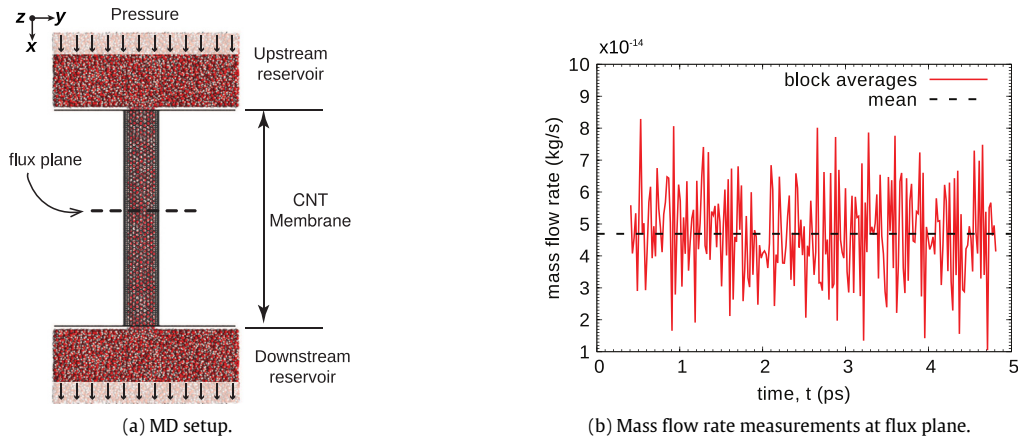 z
y
x
Pressure
Upstream
reservoir
flux plane
CNT
Membrane
Downstream
reservoir
(a) MD setup.
x10^-14
10
9
8
7
6
5
4
3
2
1
mass flow rate (kg/s)
block averages
mean
0 1 2 3 4 5
time, t (ps)
(b) Mass flow rate measurements at flux plane.